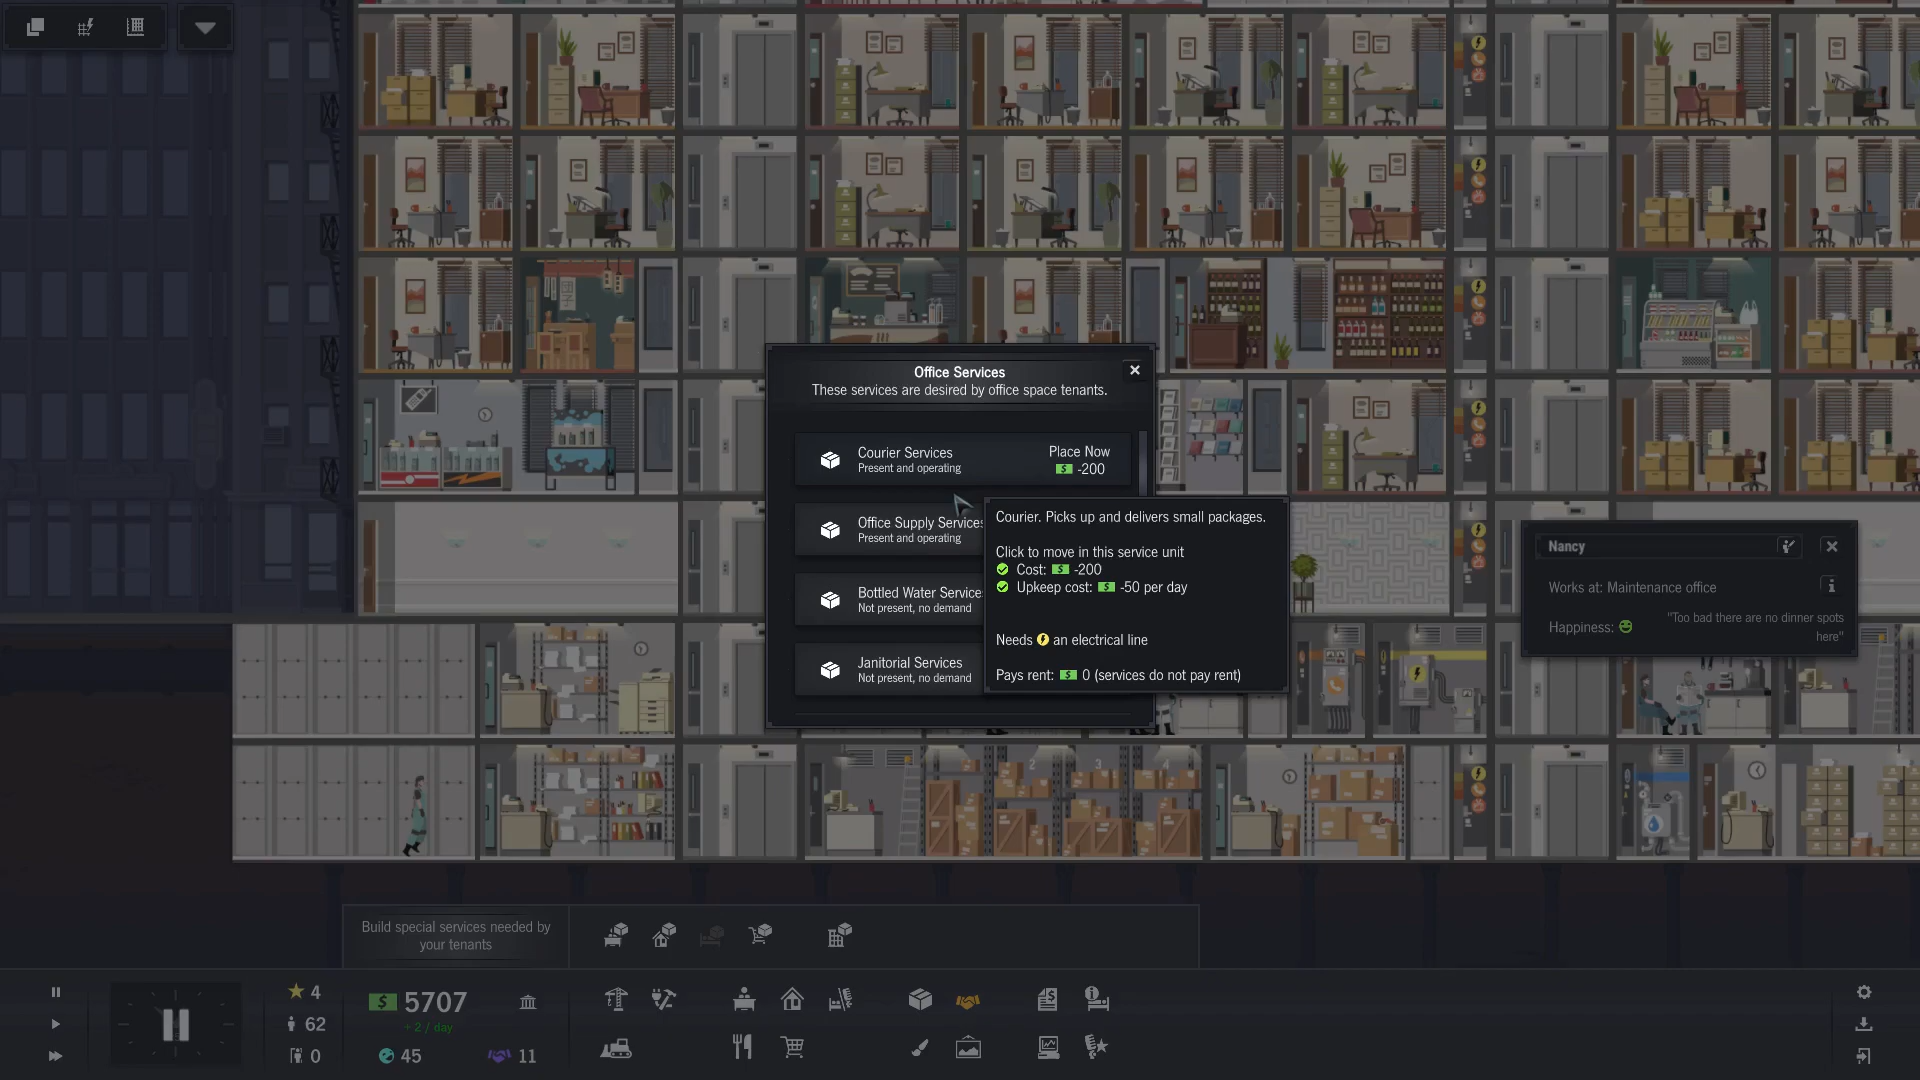 Office Services
These services are desired by office space tenants.
Courier Services
Present and operating
Place Now
-200
Office Supply Services
Present and operating
Bottled Water Service
Not present, no demand
Janitorial Services
Not present, no demand
Courier. Picks up and delivers small packages.
Click to move in this service unit
Cost: $ -200
Upkeep cost: $ -50 per day
Needs an electrical line
Pays rent: $ 0 (services do not pay rent)
Nancy
Works at: Maintenance office
Happiness:
"Too bad there are no dinner spots
here"
2
3
4
Build special services needed by
your tenants
4
62
0
$ 5707
+ 2 / day
45
11